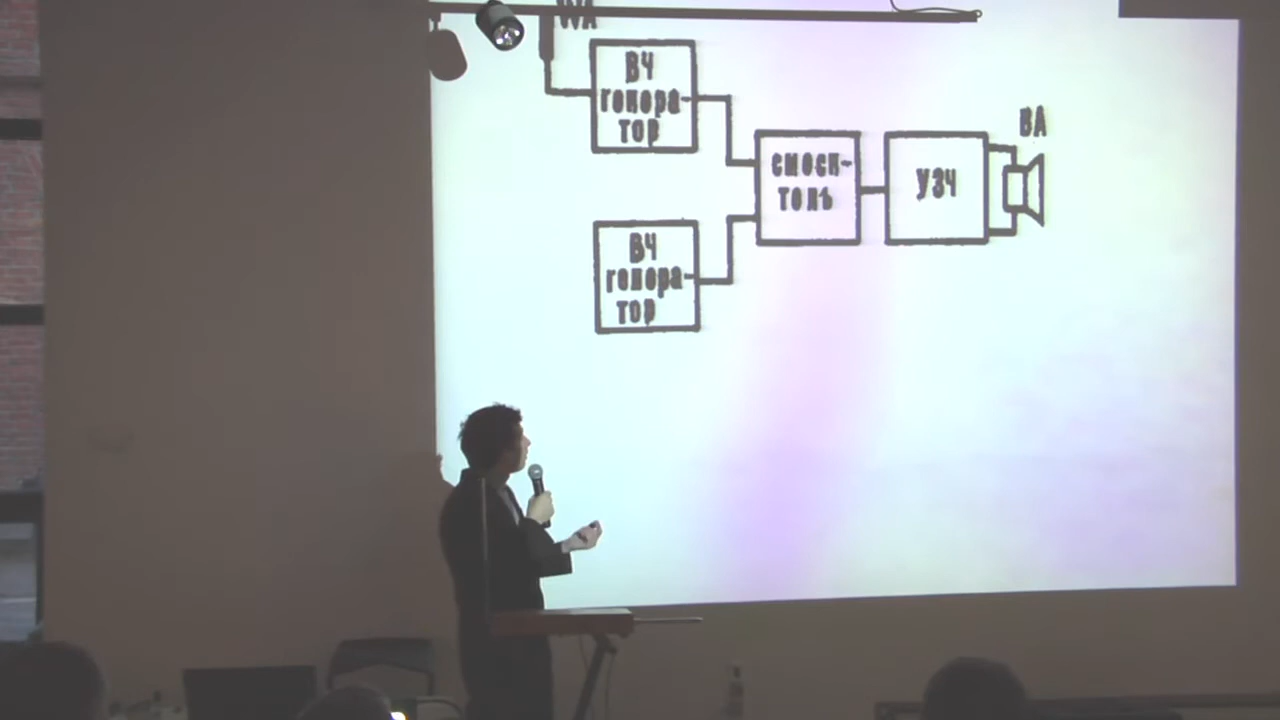 WA
ВЧ
генера-
тор
смеси-
тель
УЗЧ
ВА
ВЧ
генера-
тор